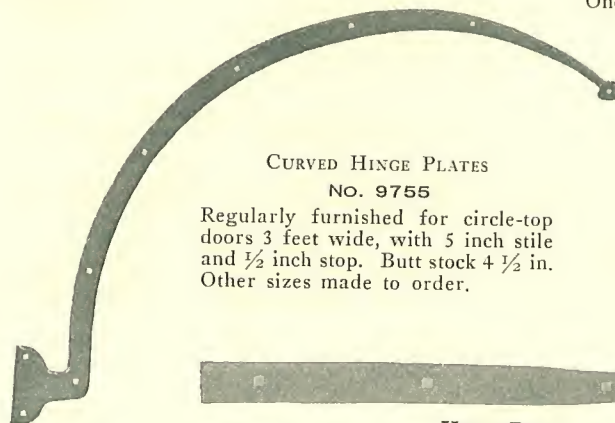 On
CURVED HINGE PLATES
No. 9755
Regularly furnished for circle-top
doors 3 feet wide, with 5 inch stile
and ½ inch stop. Butt stock 4 ½ in.
Other sizes made to order.